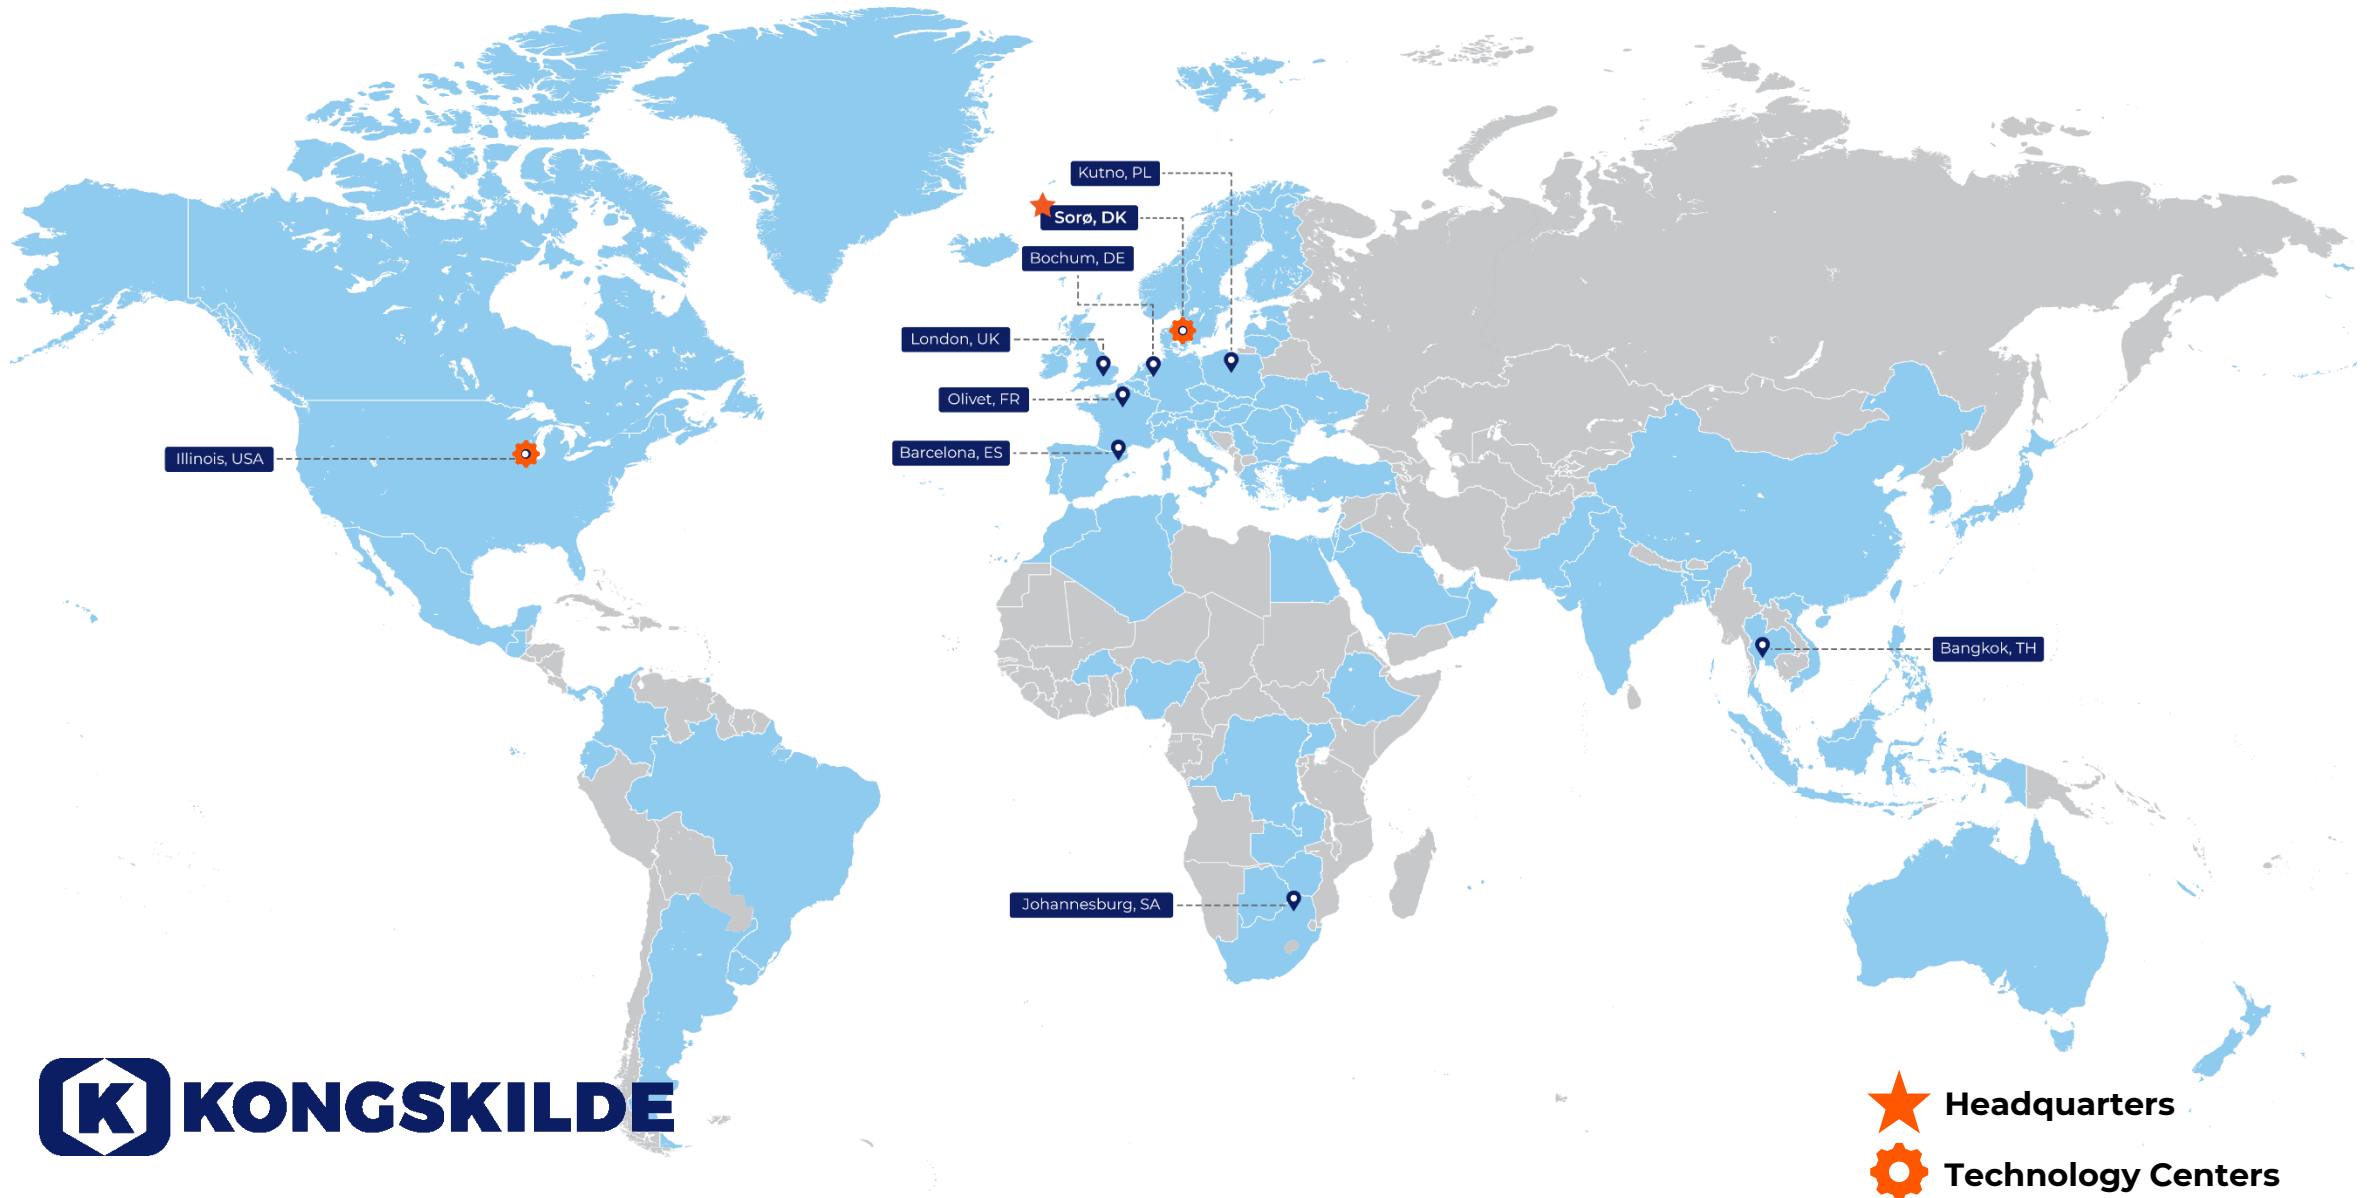 Kutno, PL
Sorø, DK
Bochum, DE
London, UK
Olivet, FR
Illinois, USA
Barcelona, ES
Bangkok, TH
Johannesburg, SA
K KONGSKILDE
Headquarters
Technology Centers